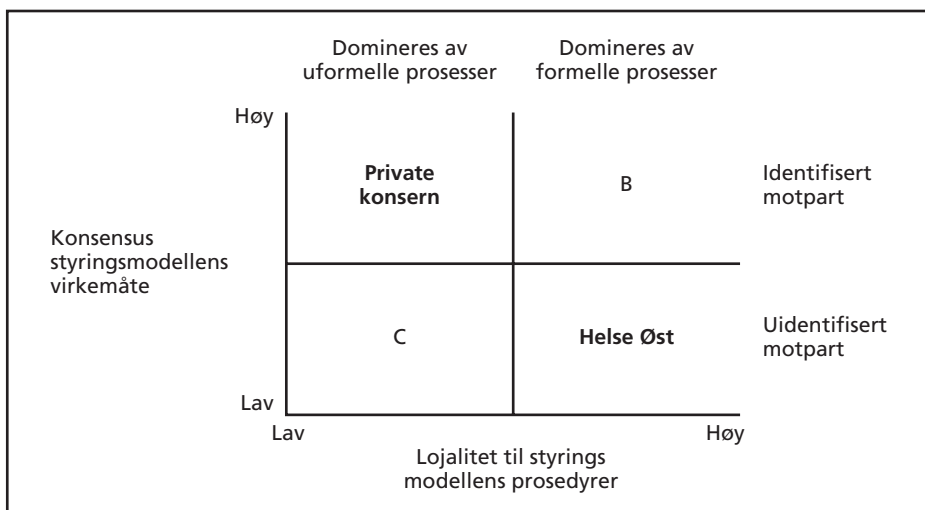 Domineres av
uformelle prosesser
Domineres av
formelle prosesser
Høy
Private
konsern
B
Identifisert
motpart
Konsensus
styringsmodellens
virkemåte
C
Helse Øst
Uidentifisert
motpart
Lav
Lav
Høy
Lojalitet til styrings
modellens prosedyrer